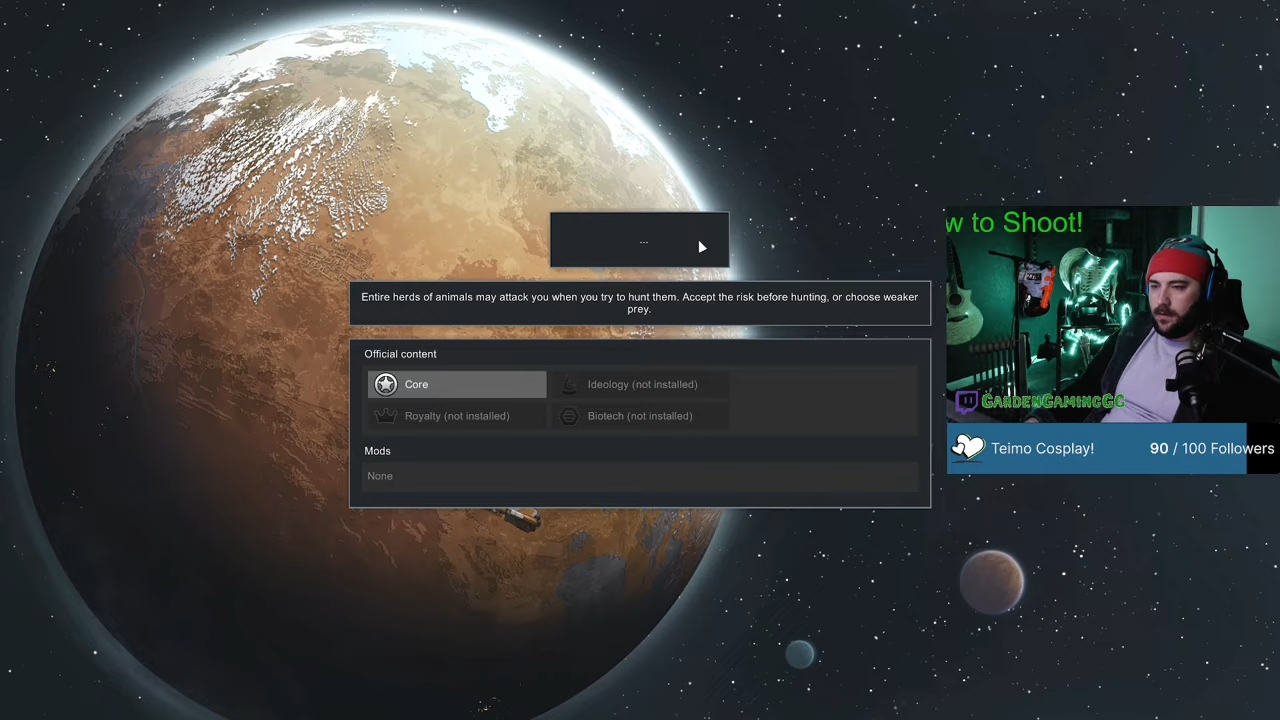 w to Shoot!
...
Entire herds of animals may attack you when you try to hunt them. Accept the risk before hunting, or choose weaker
prey.
Official content
Core
Ideology (not installed)
Royalty (not installed)
Biotech (not installed)
Mods
None
GARDENGAMINGGG
Teimo Cosplay!
90 / 100 Followers